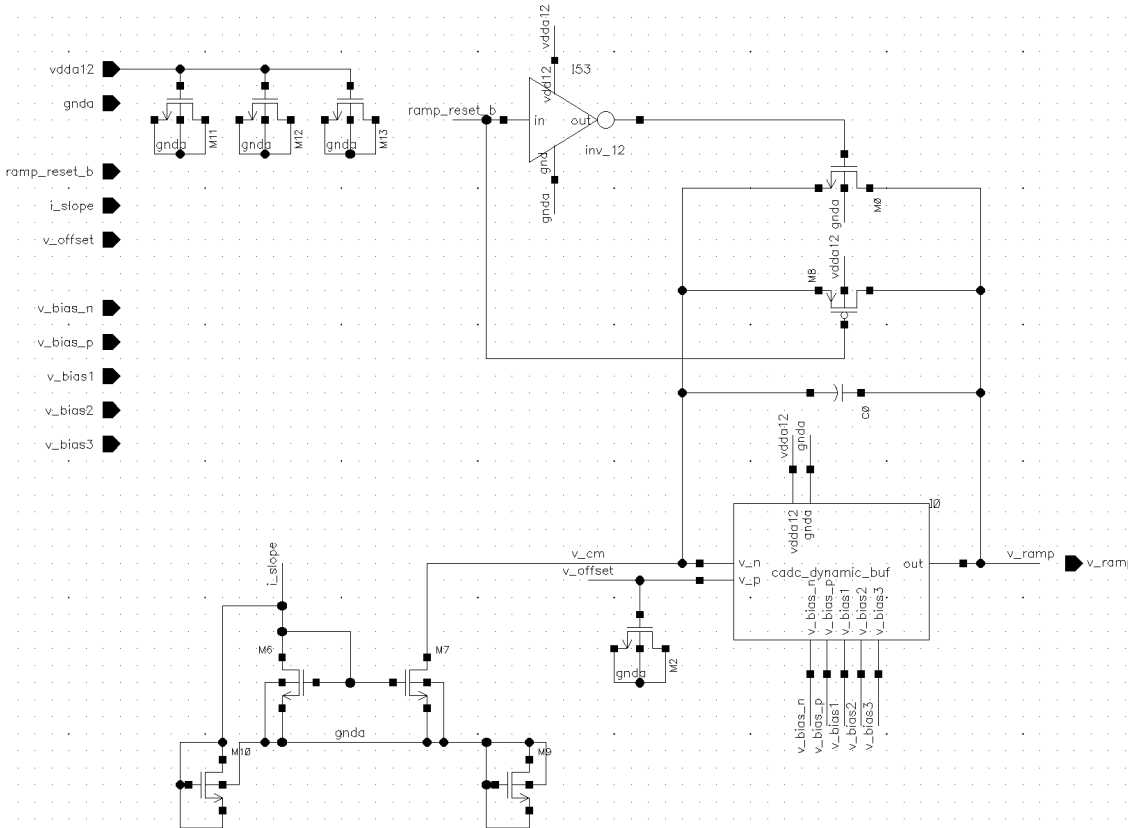 vdda12
gnda
ramp_reset_b
i_slope
v_offset
v_bias_n
v_bias_p
v_bias1
v_bias2
v_bias3
gnda
M11
gnda
M12
gnda
M13
vdda12
I53
vdd12
ramp_reset_b
in
out
inv_12
gnd
gnda
gnda
M0
M8
vdda12
C0
vdda12
gnda
I0
vdda12
gnda
v_cm
v_offset
v_n
v_p
cadc_dynamic_buf
out
v_ramp
v_ramp
v_bias_n
v_bias_p
v_bias1
v_bias2
v_bias3
v_bias_n
v_bias_p
v_bias1
v_bias2
v_bias3
gnda
M2
i_slope
M6
M7
gnda
M10
M9